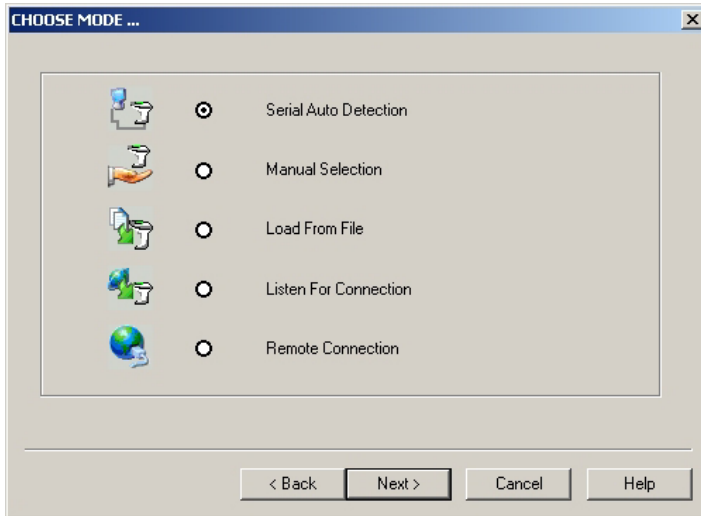 CHOOSE MODE ...
Serial Auto Detection
Manual Selection
Load From File
Listen For Connection
Remote Connection
< Back Next > Cancel Help